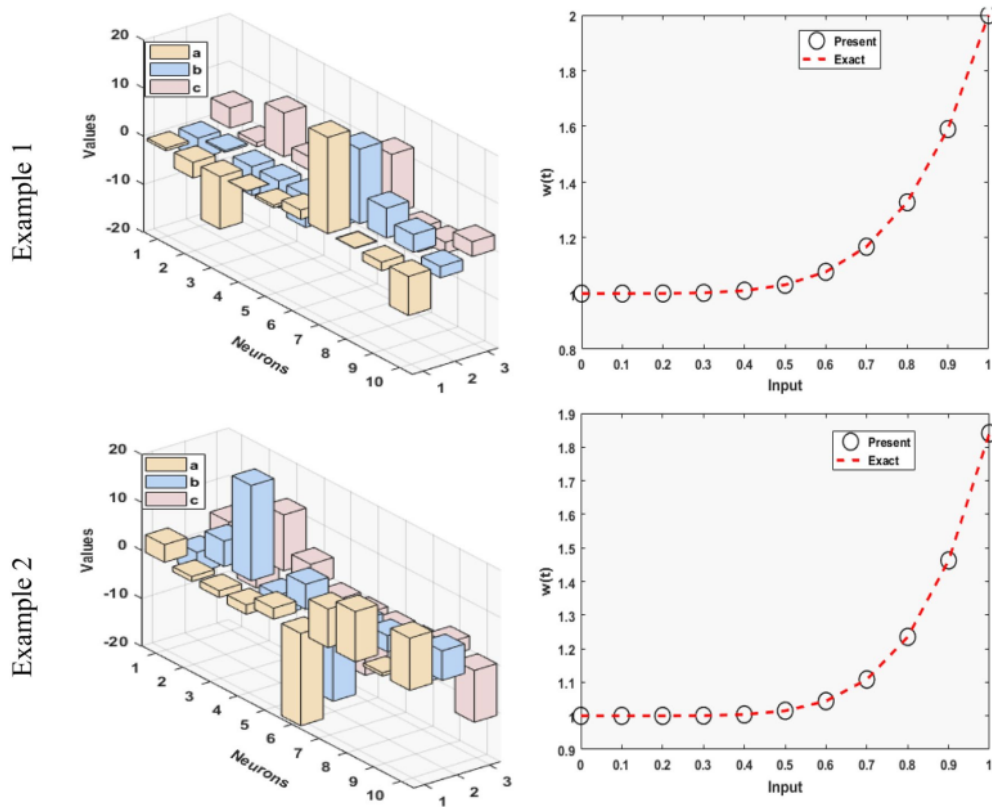 Example 1
Values
20
10
0
-10
-20
a
b
c
1
2
3
4
5
6
7
8
9
10
Neurons
1
2
3
w(t)
2
1.8
1.6
1.4
1.2
1
0.8
Present
Exact
0 0.1 0.2 0.3 0.4 0.5 0.6 0.7 0.8 0.9 1
Input
Example 2
Values
20
10
0
-10
-20
a
b
c
1
2
3
4
5
6
7
8
9
10
Neurons
1
2
3
w(t)
1.9
1.8
1.7
1.6
1.5
1.4
1.3
1.2
1.1
1
0.9
Present
Exact
0 0.1 0.2 0.3 0.4 0.5 0.6 0.7 0.8 0.9 1
Input